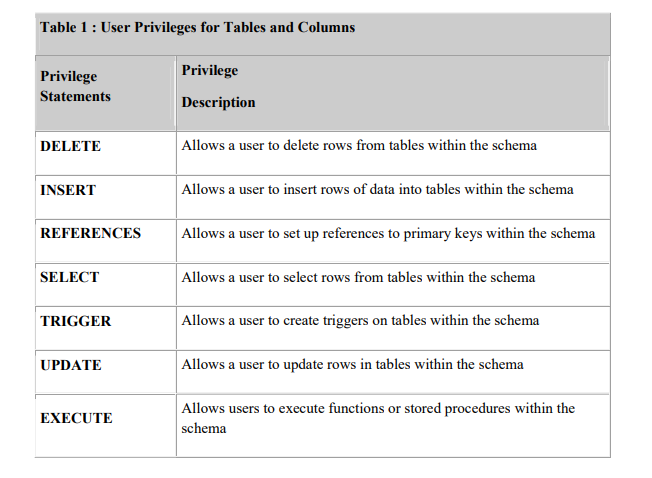 Table 1 : User Privileges for Tables and Columns
Privilege
Statements
Privilege
Description
DELETE
Allows a user to delete rows from tables within the schema
INSERT
Allows a user to insert rows of data into tables within the schema
REFERENCES
Allows a user to set up references to primary keys within the schema
SELECT
Allows a user to select rows from tables within the schema
TRIGGER
Allows a user to create triggers on tables within the schema
UPDATE
Allows a user to update rows in tables within the schema
EXECUTE
Allows users to execute functions or stored procedures within the
schema